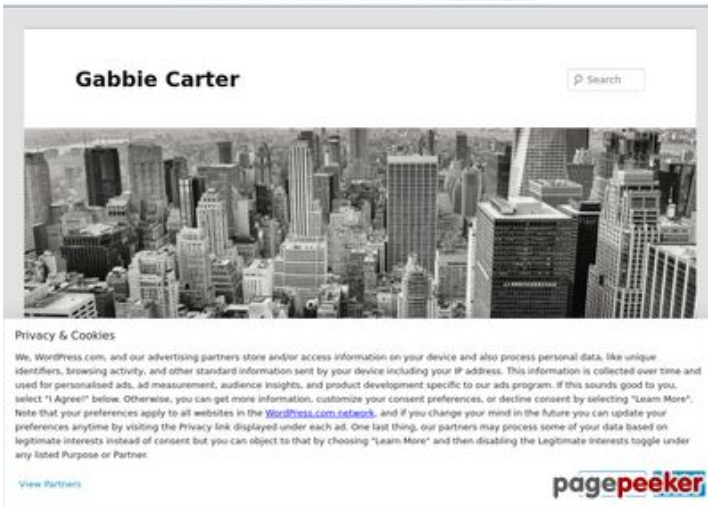 Gabbie Carter
Search
Privacy & Cookies
We, WordPress.com, and our advertising partners store and/or access information on your device and also process personal data, like unique
identifiers, browsing activity, and other standard information sent by your device including your IP address. This information is collected over time and
used for personalised ads, ad measurement, audience insights, and product development specific to our ads program. If this sounds good to you,
select "I Agree!" below. Otherwise, you can get more information, customize your consent preferences, or decline consent by selecting "Learn More".
Note that your preferences apply to all websites in the WordPress.com network, and if you change your mind in the future you can update your
preferences anytime by visiting the Privacy link displayed under each ad. One last thing, our partners may process some of your data based on
legitimate interests instead of consent but you can object to that by choosing "Learn More" and then disabling the Legitimate Interests toggle under
any listed Purpose or Partner.
View Partners
pagepeeker